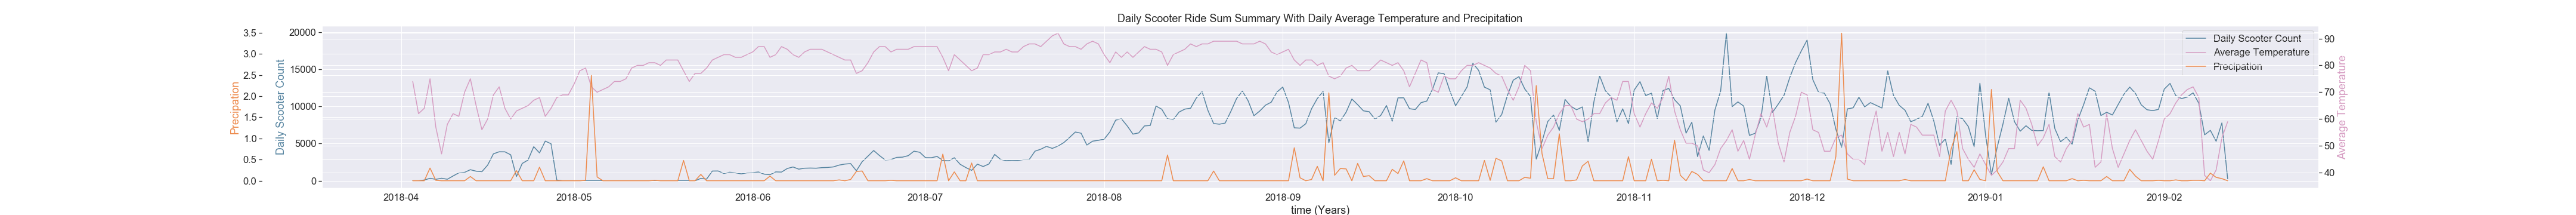 Daily Scooter Ride Sum Summary With Daily Average Temperature and Precipitation
3.5
3.0
2.5
2.0
1.5
1.0
0.5
0.0
Precipation
20000
15000
10000
5000
0
Daily Scooter Count
Daily Scooter Count
Average Temperature
Precipation
90
80
70
60
50
40
Average Temperature
2018-04 2018-05 2018-06 2018-07 2018-08 2018-09 2018-10 2018-11 2018-12 2019-01 2019-02
time (Years)